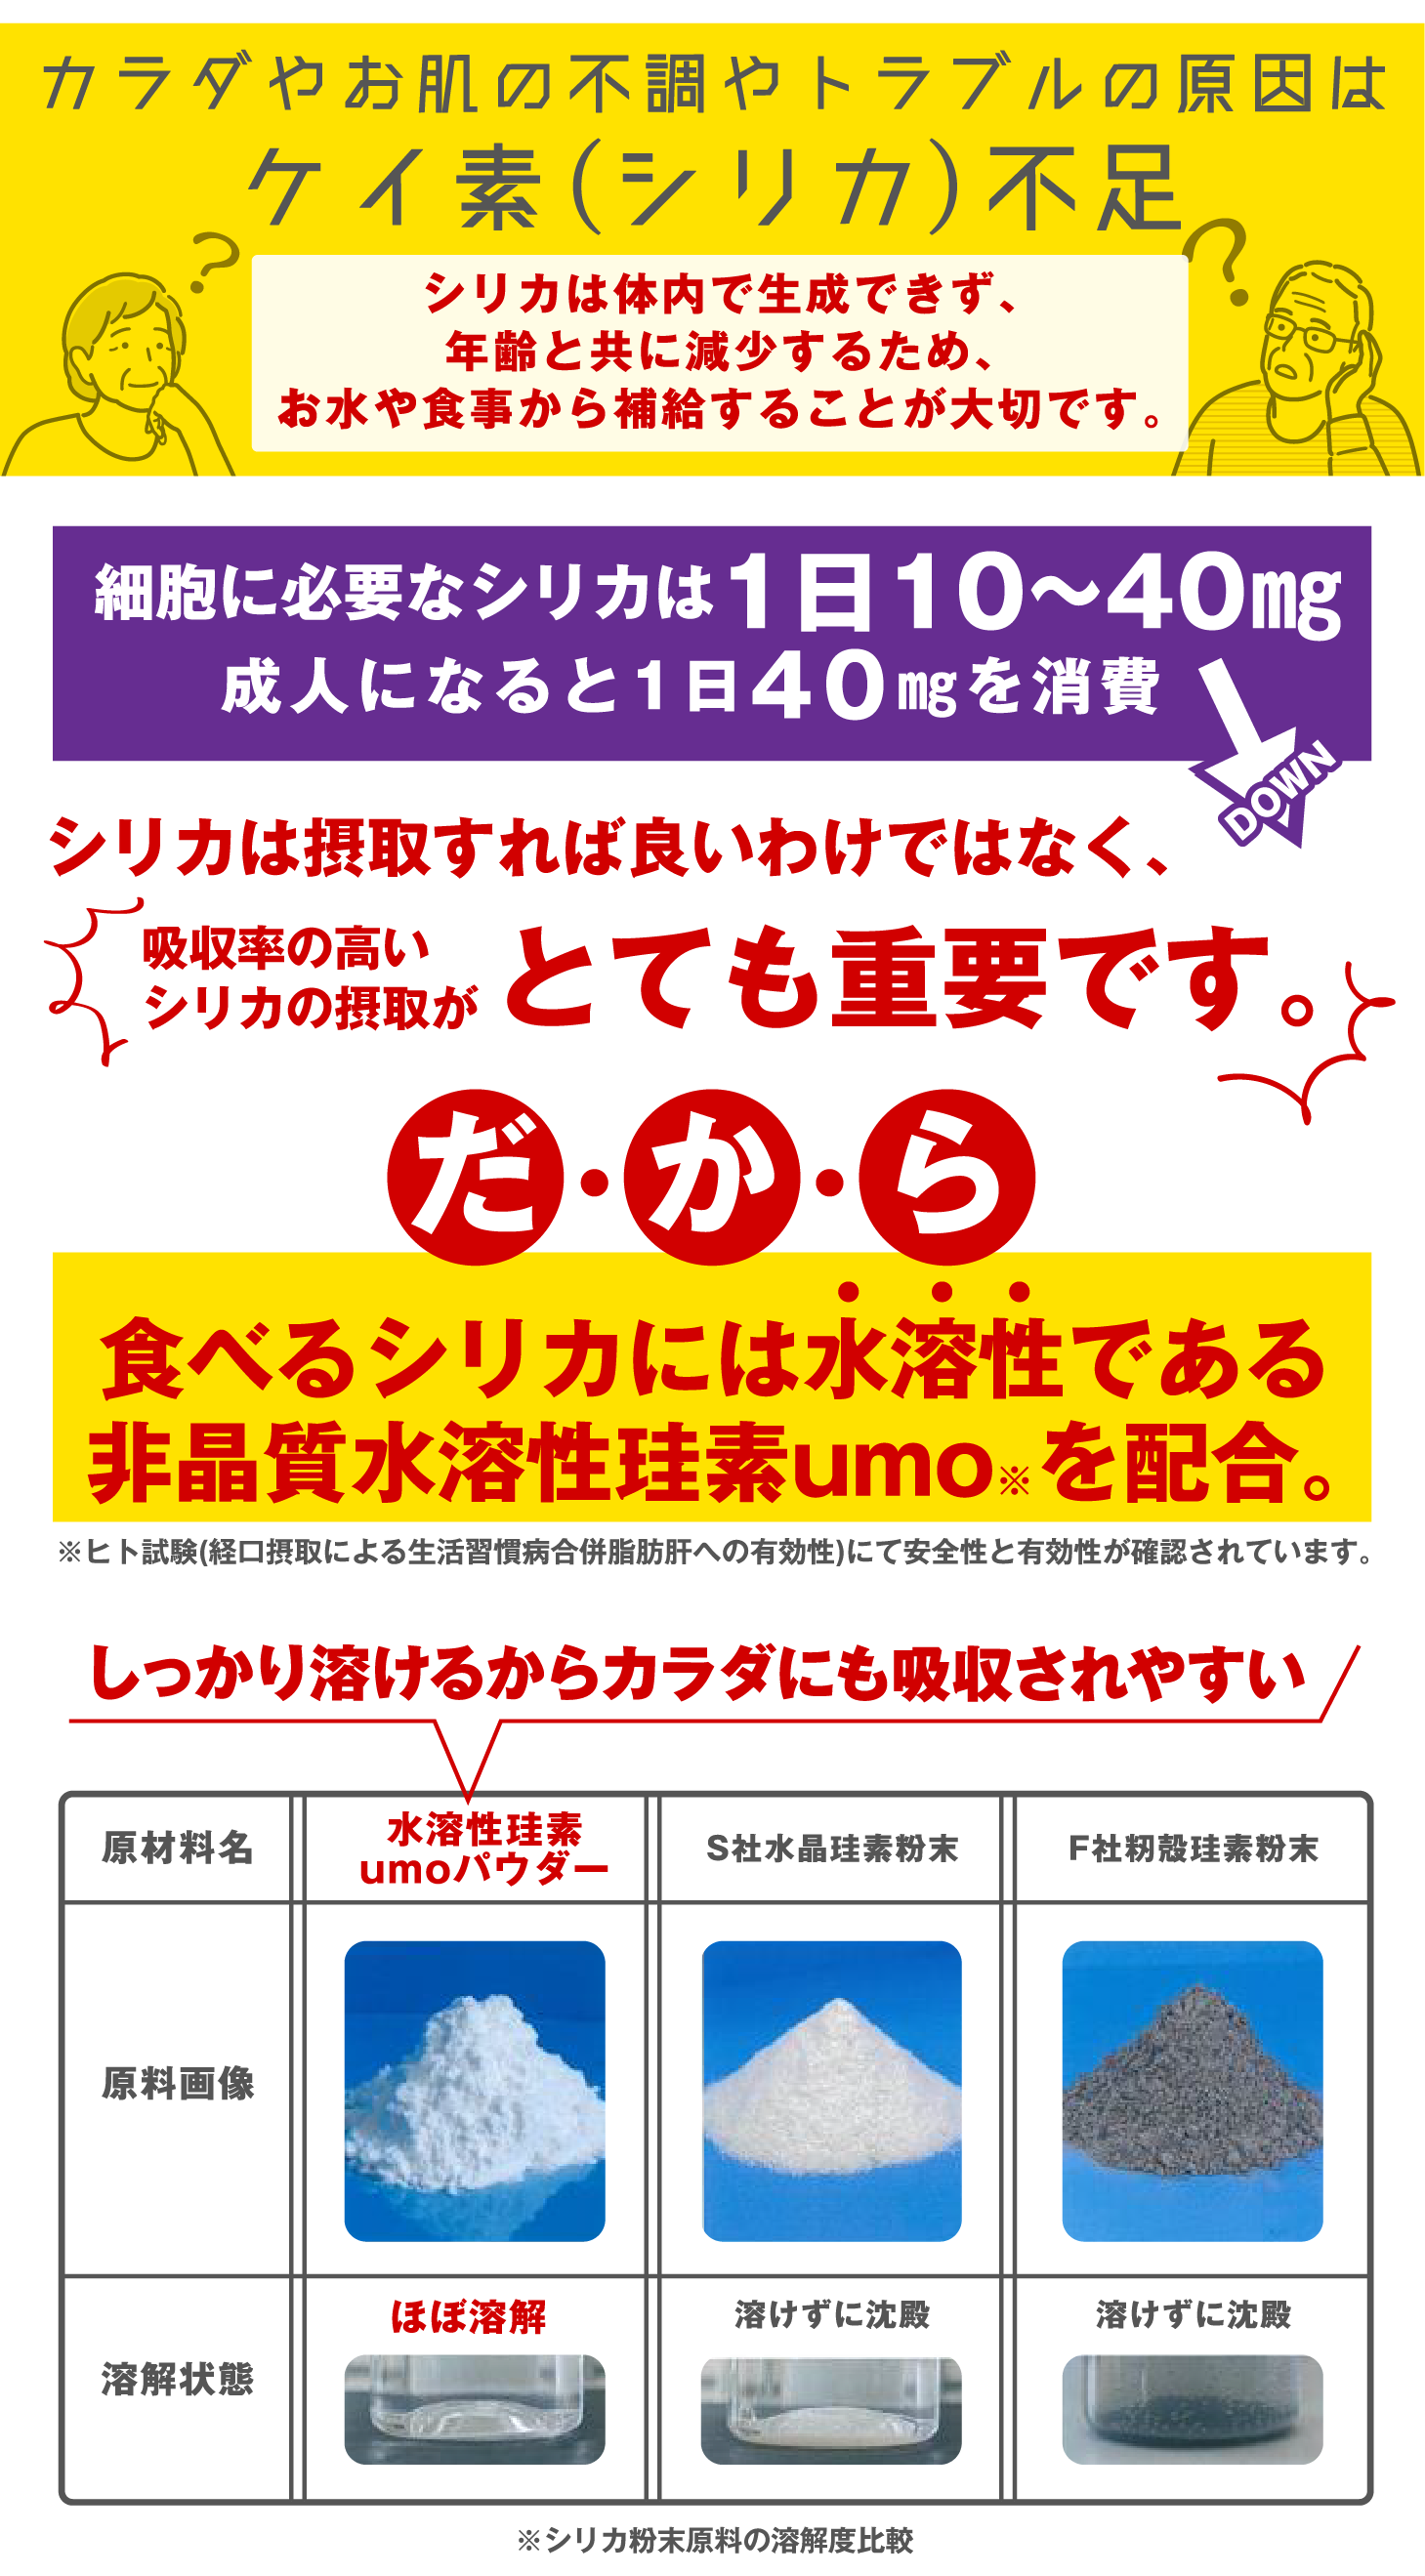 カラダやお肌の不調やトラブルの原因は
ケイ素(シリカ)不足
?
?
シリカは体内で生成できず、
年齢と共に減少するため、
お水や食事から補給することが大切です。
細胞に必要なシリカは1日10〜40㎎
成人になると1日40㎎を消費
DOWN
シリカは摂取すれば良いわけではなく、
吸収率の高い
シリカの摂取が
とても重要です。
だ・か・ら
食べるシリカには水溶性である
非晶質水溶性珪素umo※を配合。
※ヒト試験(経口摂取による生活習慣病合併脂肪肝への有効性)にて安全性と有効性が確認されています。
しっかり溶けるからカラダにも吸収されやすい
原材料名
水溶性珪素
umoパウダー
S社水晶珪素粉末
F社籾殻珪素粉末
原料画像
溶解状態
ほぼ溶解
溶けずに沈殿
溶けずに沈殿
※シリカ粉末原料の溶解度比較